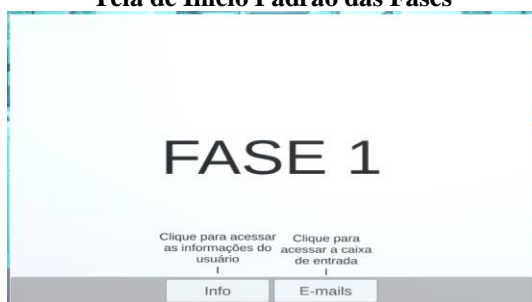 Tela de Início Padrão das Fases
FASE 1
Clique para acessar
as informações do
usuário
Clique para
acessar a caixa
de entrada
Info
E-mails